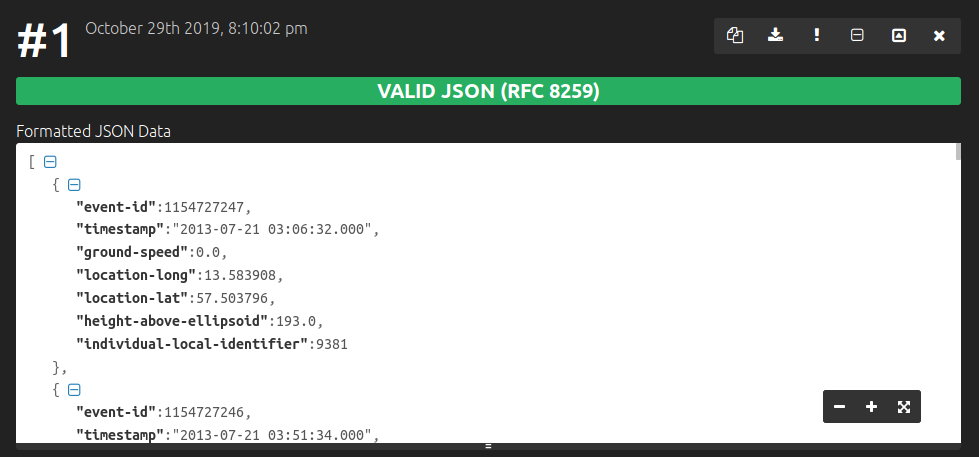 #1 October 29th 2019, 8:10:02 pm
VALID JSON (RFC 8259)
Formatted JSON Data
[
{
"event-id":1154727247,
"timestamp":"2013-07-21 03:06:32.000",
"ground-speed":0.0,
"location-long":13.583908,
"location-lat":57.503796,
"height-above-ellipsoid":193.0,
"individual-local-identifier":9381
},
{
"event-id":1154727246,
"timestamp":"2013-07-21 03:51:34.000",